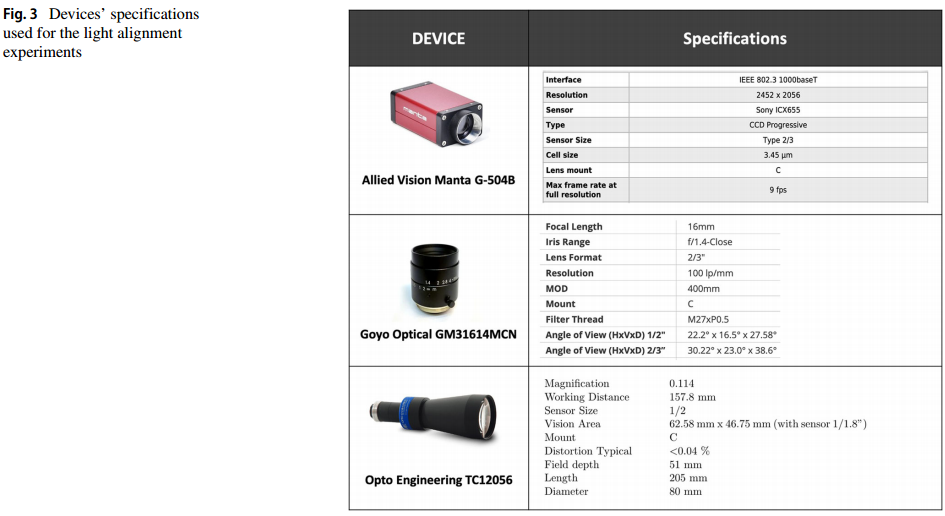 Fig. 3 Devices' specifications
used for the light alignment
experiments
DEVICE Specifications
Interface IEEE 802.3 1000baseT
Resolution 2452 x 2056
Sensor Sony ICX655
Type CCD Progressive
Sensor Size Type 2/3
Cell size 3.45 µm
Lens mount C
Max frame rate at
full resolution 9 fps
manta
Allied Vision Manta G-504B
Focal Length 16mm
Iris Range f/1.4-Close
Lens Format 2/3"
Resolution 100 lp/mm
MOD 400mm
Mount C
Filter Thread M27xP0.5
Angle of View (HxVxD) 1/2" 22.2° x 16.5° x 27.58°
Angle of View (HxVxD) 2/3" 30.22° x 23.0° x 38.6°
Goyo Optical GM31614MCN
Magnification 0.114
Working Distance 157.8 mm
Sensor Size 1/2
Vision Area 62.58 mm x 46.75 mm (with sensor 1/1.8")
Mount C
Distortion Typical <0.04 %
Field depth 51 mm
Length 205 mm
Diameter 80 mm
Opto Engineering TC12056